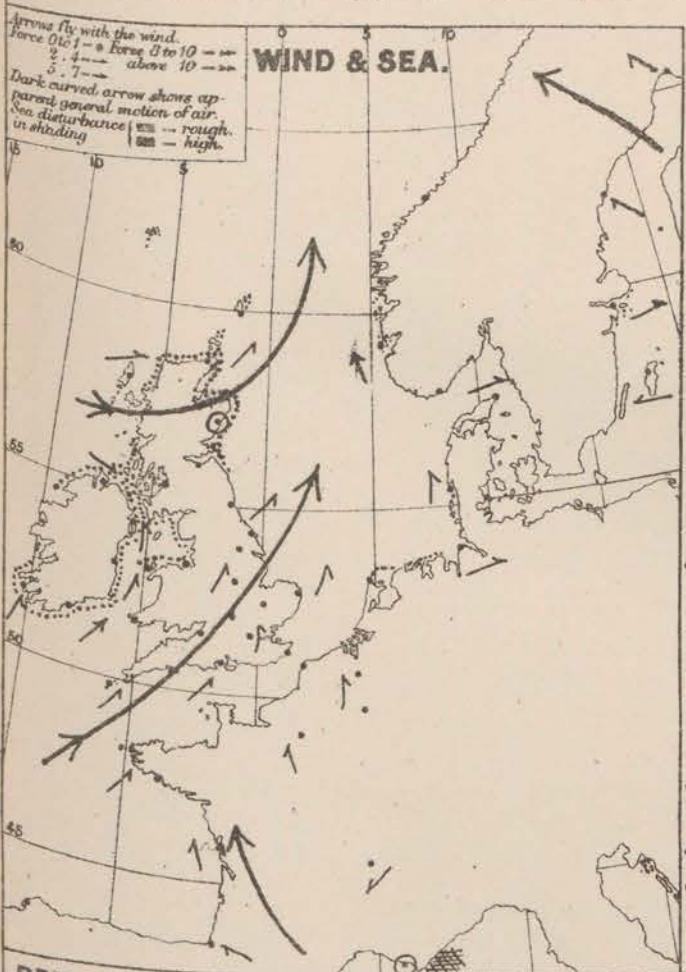 0 5 10
WIND & SEA.
Arrows fly with the wind.
Force 0 to 1 — Force 8 to 10 —
2 . 4 — above 10 —
5 . 7 —
Dark curved arrow shows ap-
parent general motion of air.
Sea disturbance — rough.
in shading — high.
15 10 5
60
55
50
45